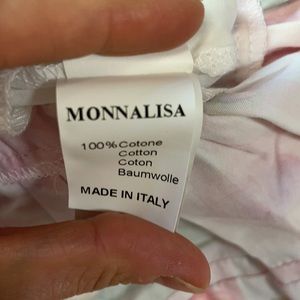 MONNALISA
100% Cotone
Cotton
Coton
Baumwolle
MADE IN ITALY